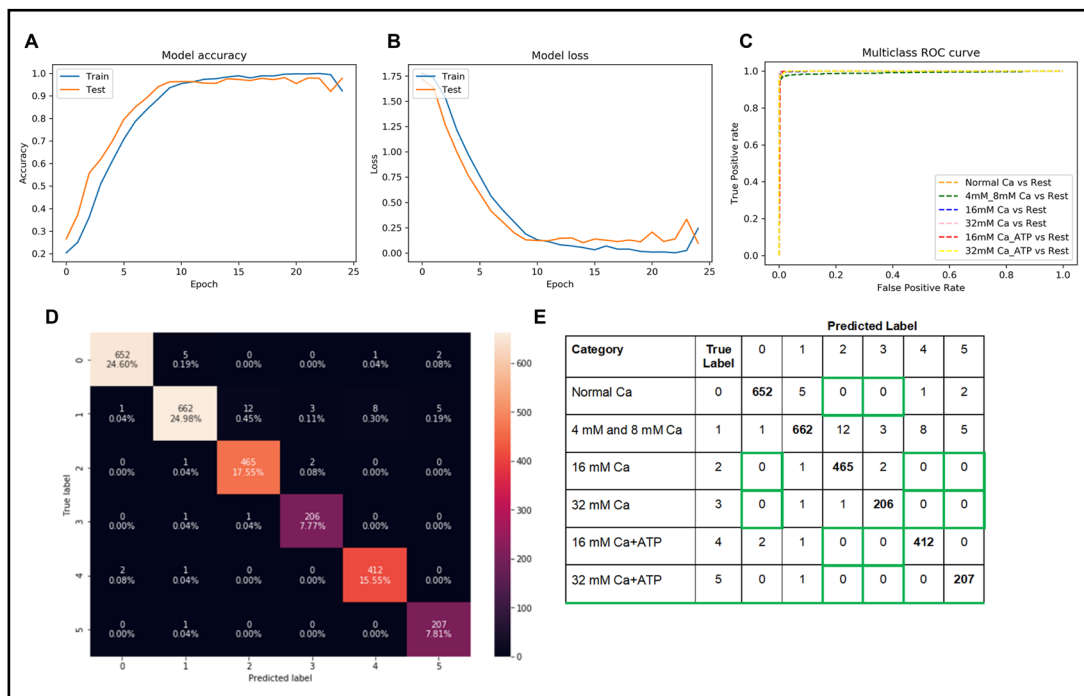 A
Model accuracy
Train
Test
1.0
0.9
0.8
0.7
0.6
0.5
0.4
0.3
0.2
Accuracy
0 5 10 15 20 25
Epoch
B
Model loss
Train
Test
1.75
1.50
1.25
1.00
0.75
0.50
0.25
0.00
Loss
0 5 10 15 20 25
Epoch
C
Multiclass ROC curve
1.0
0.8
0.6
0.4
0.2
0.0
True Positive rate
Normal Ca vs Rest
4mM_8mM Ca vs Rest
16mM Ca vs Rest
32mM Ca vs Rest
16mM Ca_ATP vs Rest
32mM Ca_ATP vs Rest
0.0 0.2 0.4 0.6 0.8 1.0
False Positive Rate
D
True label
0 652 5 0 0 1 2
24.60% 0.19% 0.00% 0.00% 0.04% 0.08%
1 1 662 12 3 8 5
0.04% 24.98% 0.45% 0.11% 0.30% 0.19%
2 0 1 465 2 0 0
0.00% 0.04% 17.55% 0.08% 0.00% 0.00%
3 0 1 1 206 0 0
0.00% 0.04% 0.04% 7.77% 0.00% 0.00%
4 2 1 0 0 412 0
0.08% 0.04% 0.00% 0.00% 15.55% 0.00%
5 0 1 0 0 0 207
0.00% 0.04% 0.00% 0.00% 0.00% 7.81%
0 1 2 3 4 5
Predicted label
600
500
400
300
200
100
0
E
Predicted Label
Category True Label 0 1 2 3 4 5
Normal Ca 0 652 5 0 0 1 2
4 mM and 8 mM Ca 1 1 662 12 3 8 5
16 mM Ca 2 0 1 465 2 0 0
32 mM Ca 3 0 1 1 206 0 0
16 mM Ca+ATP 4 2 1 0 0 412 0
32 mM Ca+ATP 5 0 1 0 0 0 207